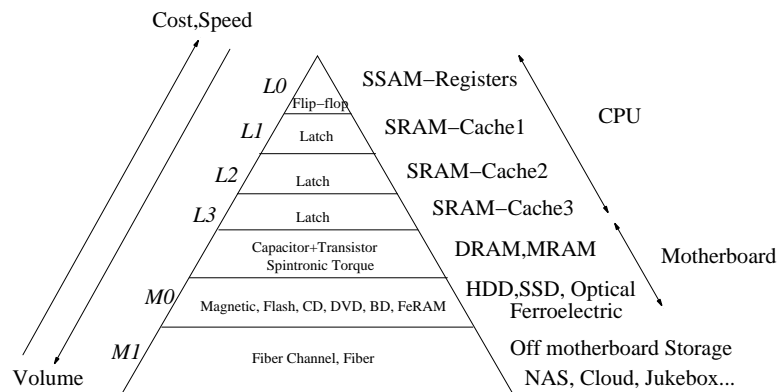 Cost,Speed
L0
Flip−flop
SSAM−Registers
CPU
L1
Latch
SRAM−Cache1
L2
Latch
SRAM−Cache2
L3
Latch
SRAM−Cache3
Capacitor+Transistor
Spintronic Torque
DRAM,MRAM
Motherboard
M0
Magnetic, Flash, CD, DVD, BD, FeRAM
HDD,SSD, Optical
Ferroelectric
M1
Fiber Channel, Fiber
Off motherboard Storage
NAS, Cloud, Jukebox...
Volume